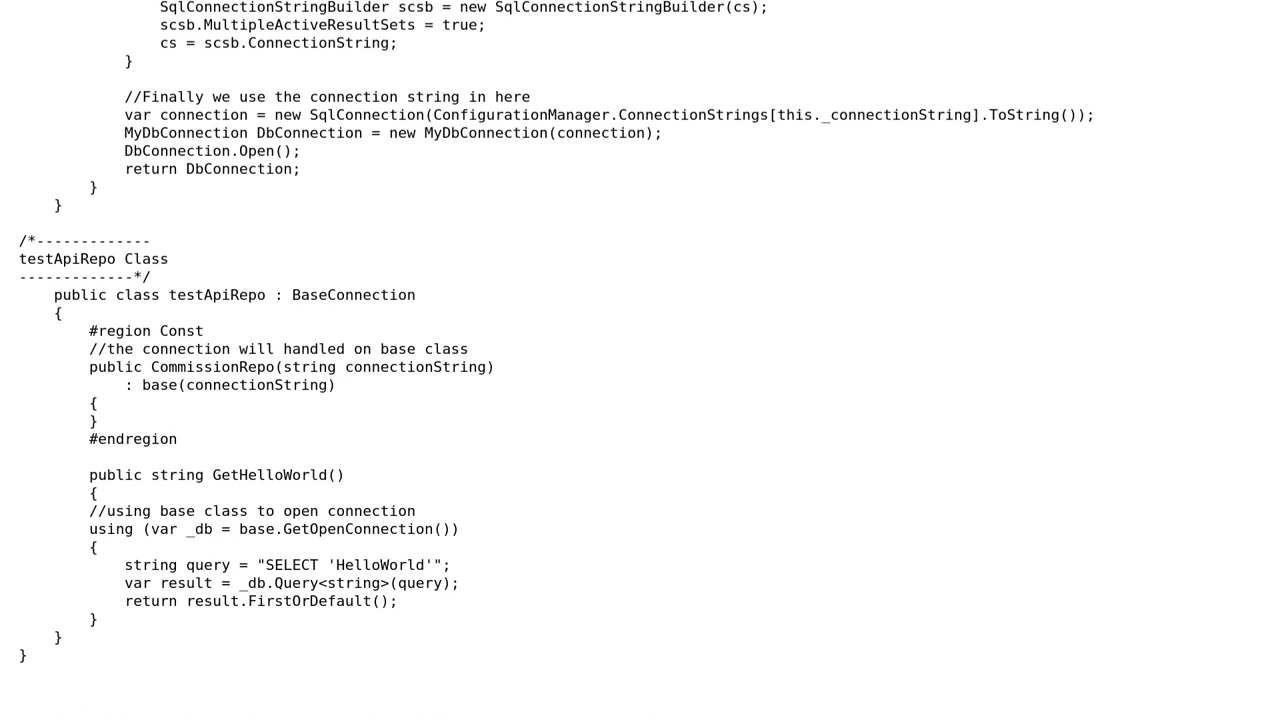 SqlConnectionStringBuilder scsb = new SqlConnectionStringBuilder(cs);
                scsb.MultipleActiveResultSets = true;
                cs = scsb.ConnectionString;
            }

            //Finally we use the connection string in here
            var connection = new SqlConnection(ConfigurationManager.ConnectionStrings[this._connectionString].ToString());
            MyDbConnection DbConnection = new MyDbConnection(connection);
            DbConnection.Open();
            return DbConnection;
        }
    }

/*-------------
testApiRepo Class
-------------*/
    public class testApiRepo : BaseConnection
    {
        #region Const
        //the connection will handled on base class
        public CommissionRepo(string connectionString)
            : base(connectionString)
        {
        }
        #endregion

        public string GetHelloWorld()
        {
        //using base class to open connection
        using (var _db = base.GetOpenConnection())
        {
            string query = "SELECT 'HelloWorld'";
            var result = _db.Query<string>(query);
            return result.FirstOrDefault();
        }
    }
}